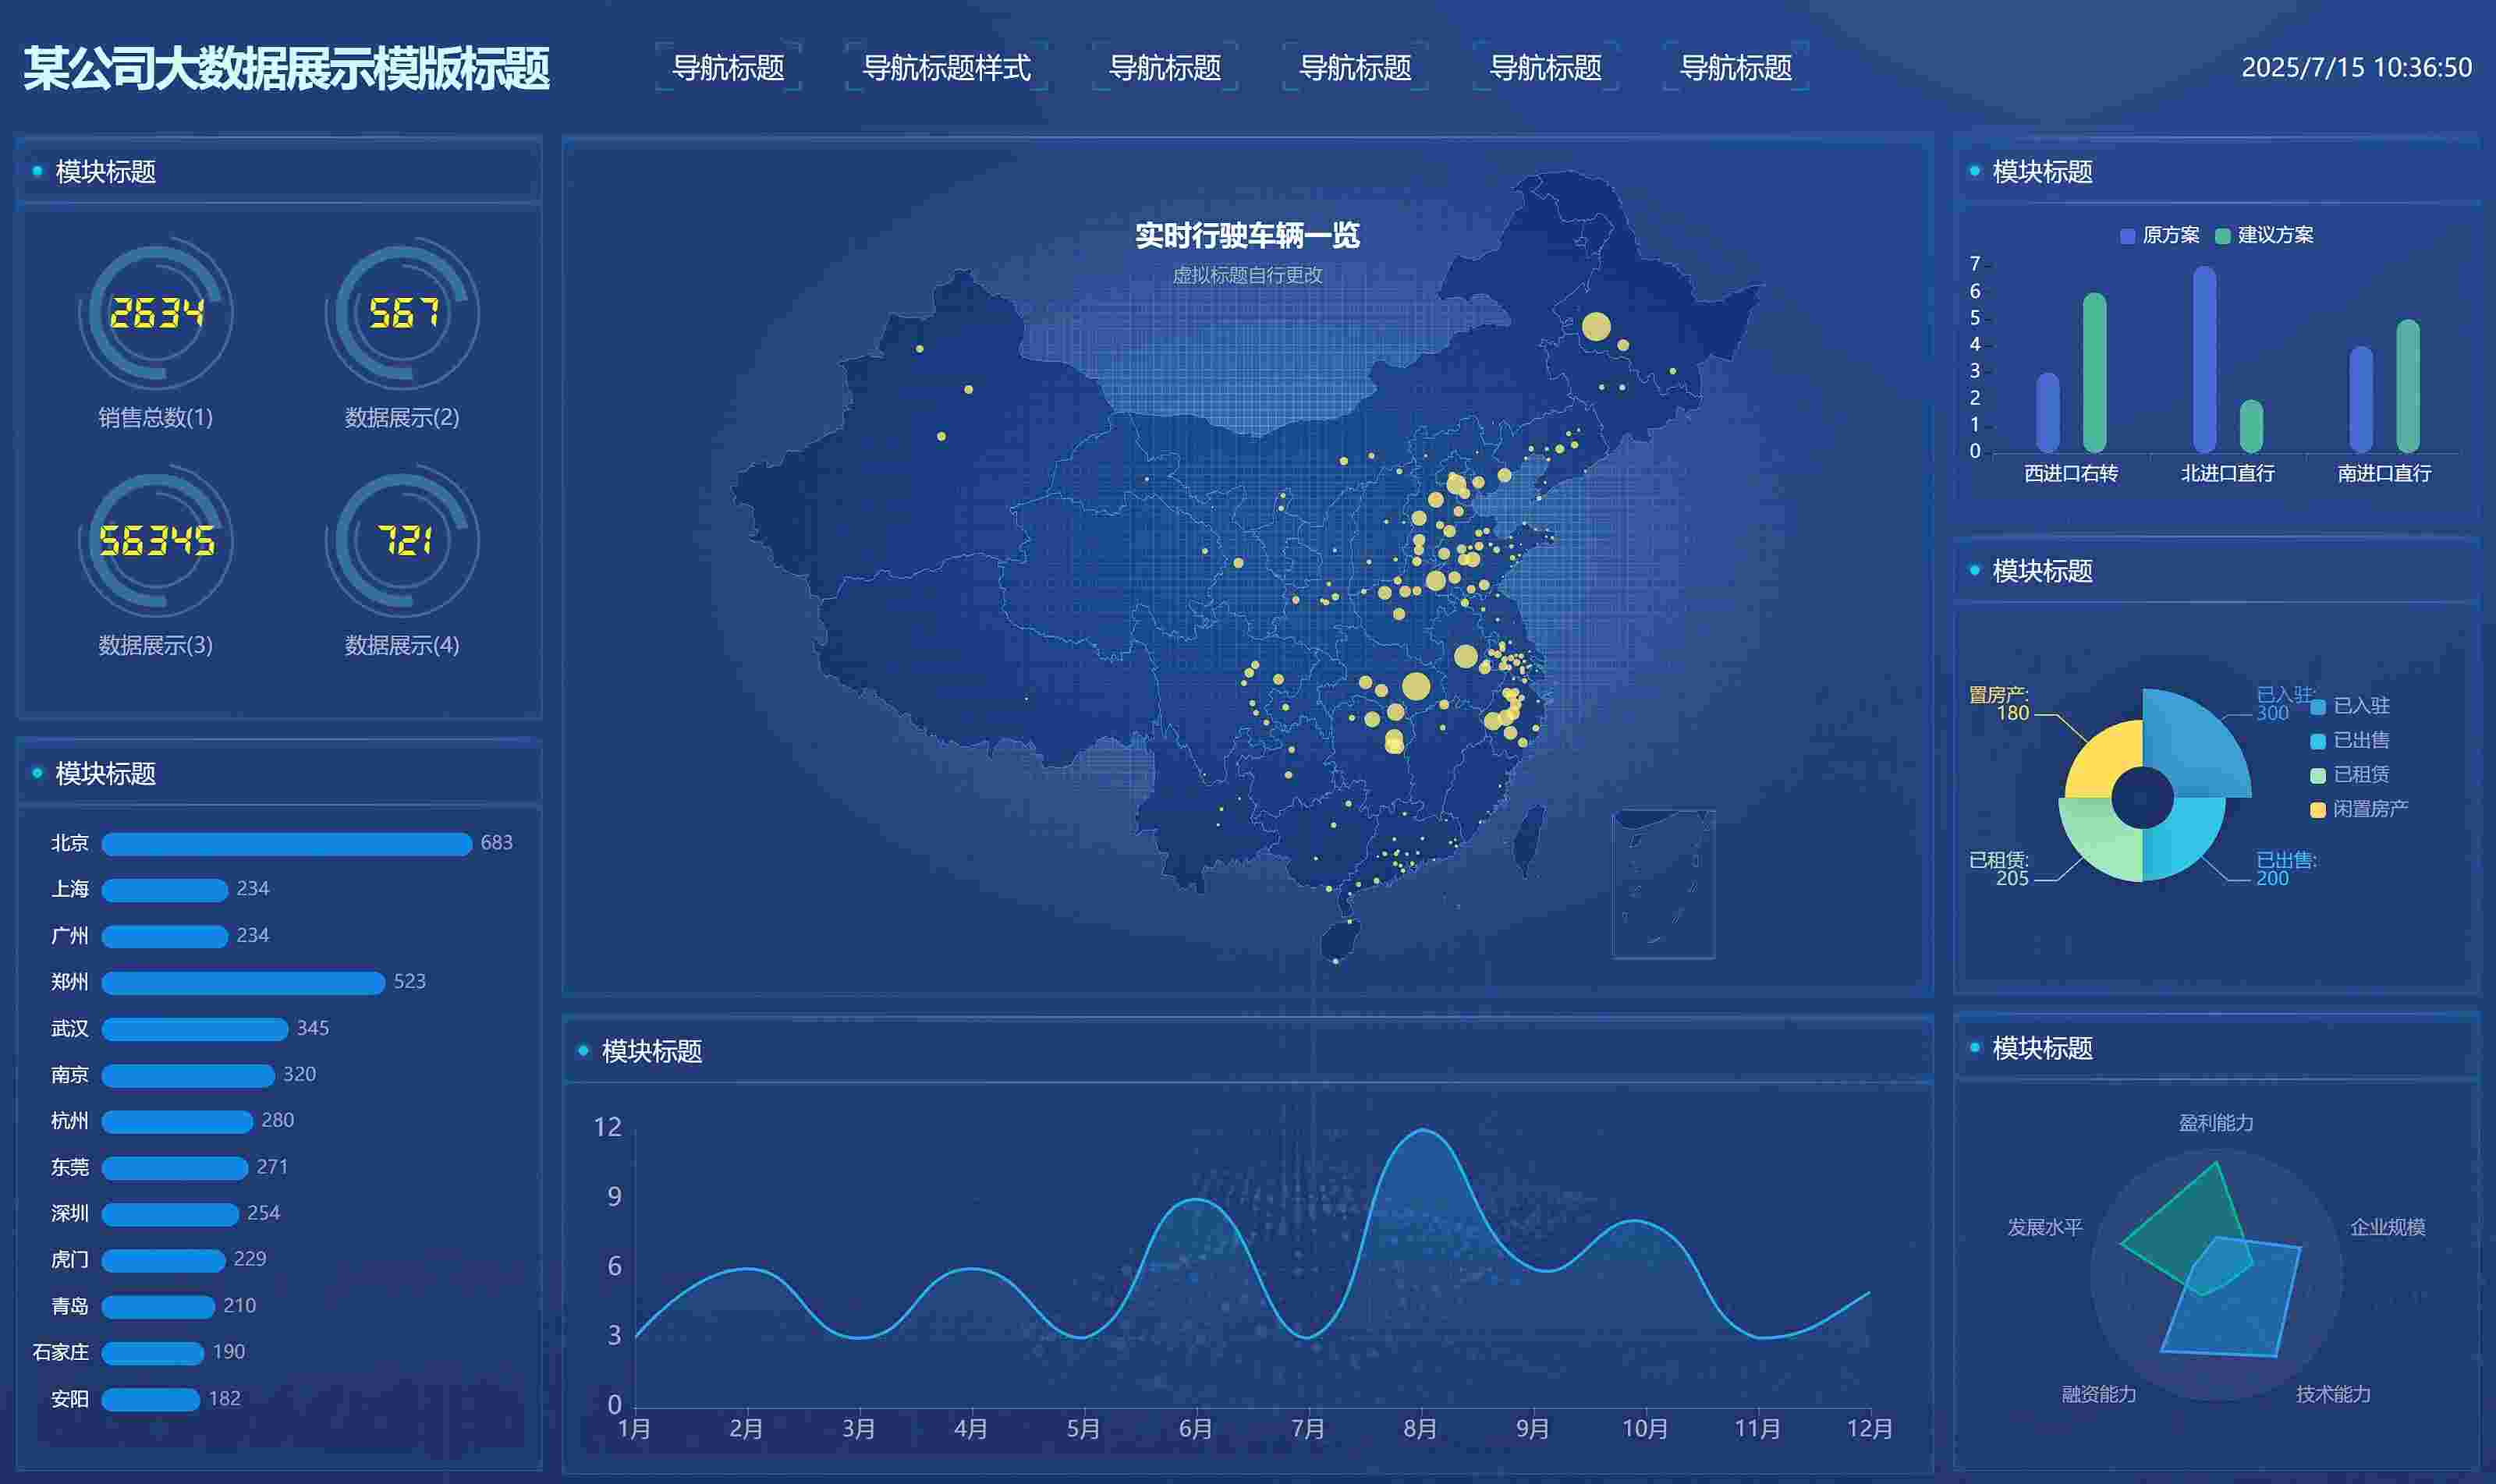 某公司大数据展示模版标题
导航标题
导航标题样式
导航标题
导航标题
导航标题
导航标题
2025/7/15 10:36:50
模块标题
2634
567
销售总数(1)
数据展示(2)
56345
721
数据展示(3)
数据展示(4)
模块标题
北京 683
上海 234
广州 234
郑州 523
武汉 345
南京 320
杭州 280
东莞 271
深圳 254
虎门 229
青岛 210
石家庄 190
安阳 182
实时行驶车辆一览
虚拟标题自行更改
模块标题
12
9
6
3
0
1月 2月 3月 4月 5月 6月 7月 8月 9月 10月 11月 12月
模块标题
原方案 建议方案
7
6
5
4
3
2
1
0
西进口右转 北进口直行 南进口直行
模块标题
置房产:
180
已入驻:
300
已租赁:
205
已出售:
200
已入驻
已出售
已租赁
闲置房产
模块标题
盈利能力
发展水平
企业规模
融资能力
技术能力